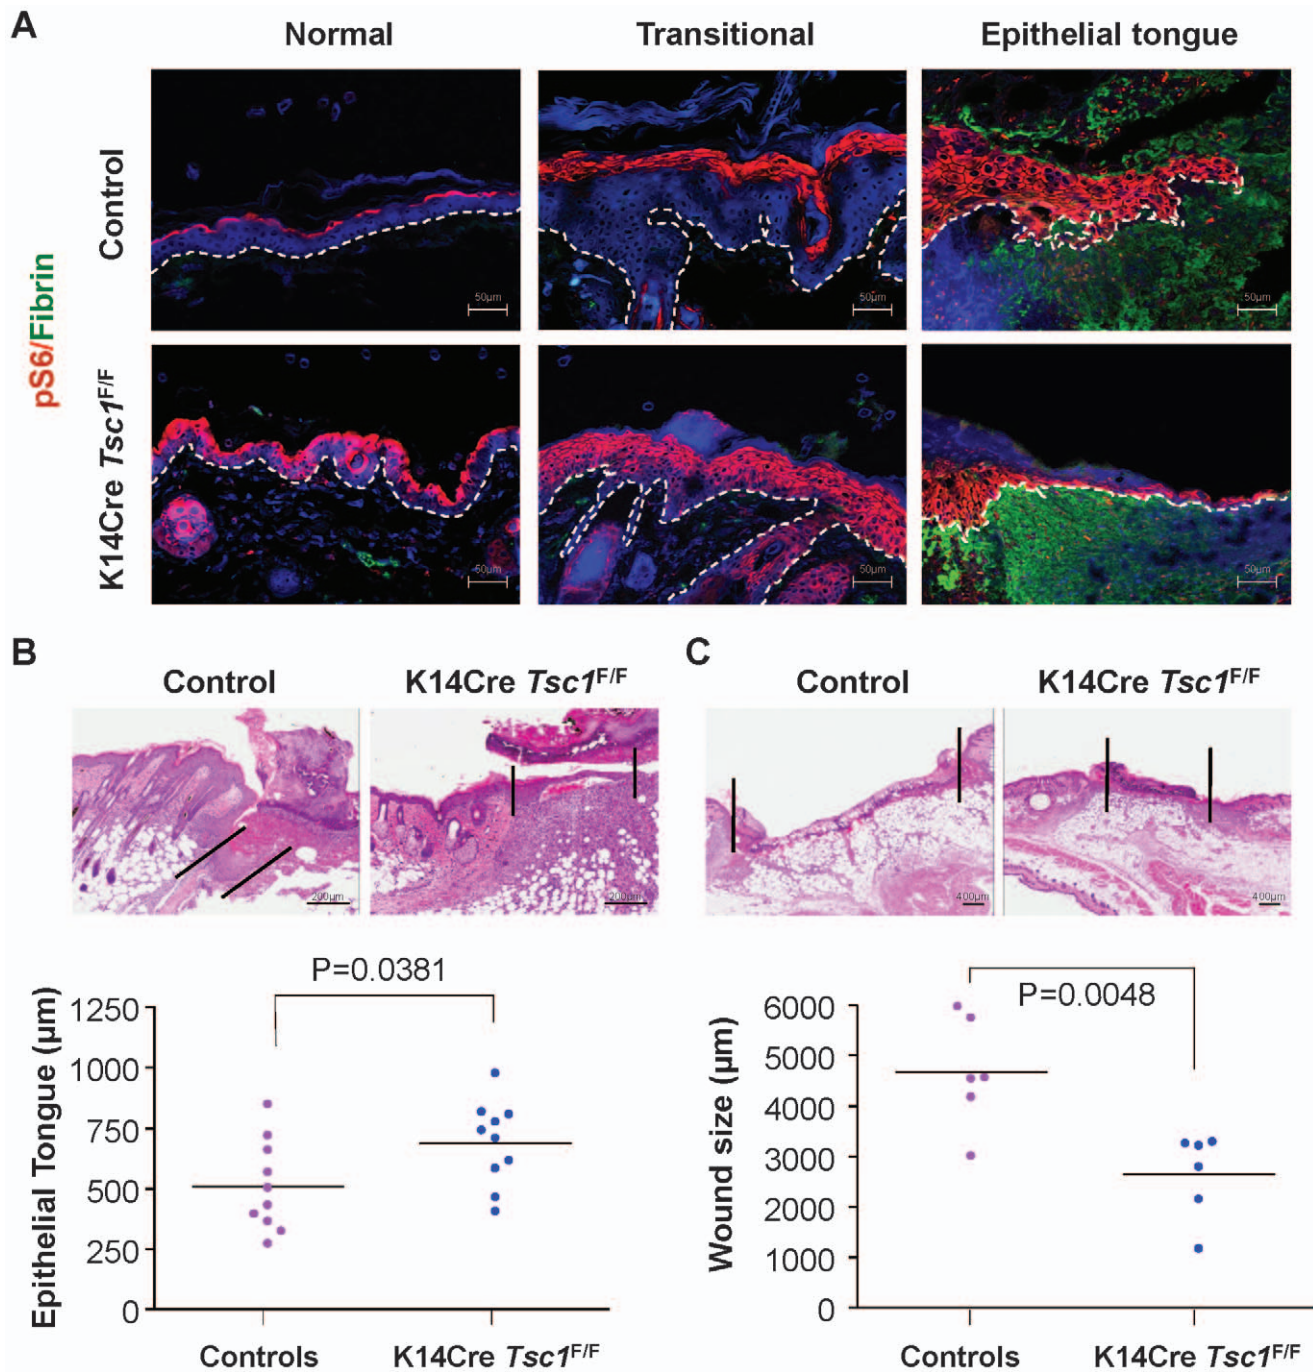 A
Normal
Transitional
Epithelial tongue
pS6/Fibrin
Control
50µm
50µm
50µm
K14Cre Tsc1F/F
50µm
50µm
50µm
B
Control
K14Cre Tsc1F/F
200µm
200µm
C
Control
K14Cre Tsc1F/F
400µm
400µm
P=0.0381
Epithelial Tongue (µm)
1250
1000
750
500
250
0
Controls
K14Cre Tsc1F/F
P=0.0048
Wound size (µm)
6000
5000
4000
3000
2000
1000
0
Controls
K14Cre Tsc1F/F